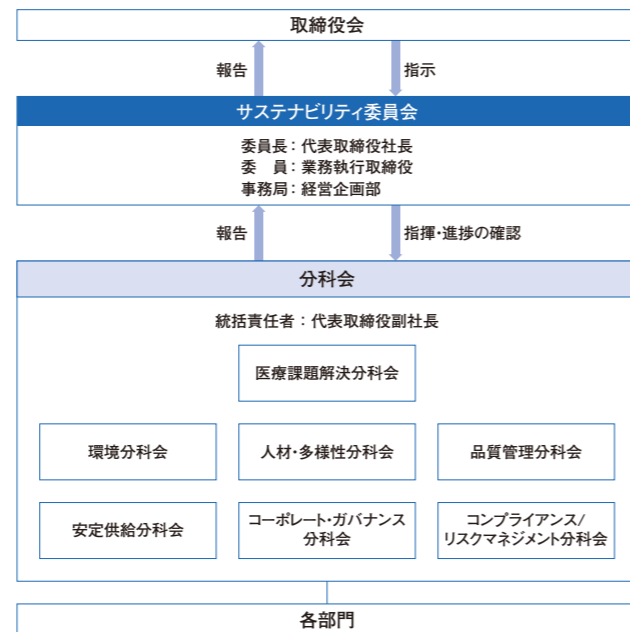 取締役会
報告
指示
サステナビリティ委員会
委員長：代表取締役社長
委　員：業務執行取締役
事務局：経営企画部
報告
指揮・進捗の確認
分科会
統括責任者：代表取締役副社長
医療課題解決分科会
環境分科会
人材・多様性分科会
品質管理分科会
安定供給分科会
コーポレート・ガバナンス
分科会
コンプライアンス/
リスクマネジメント分科会
各部門